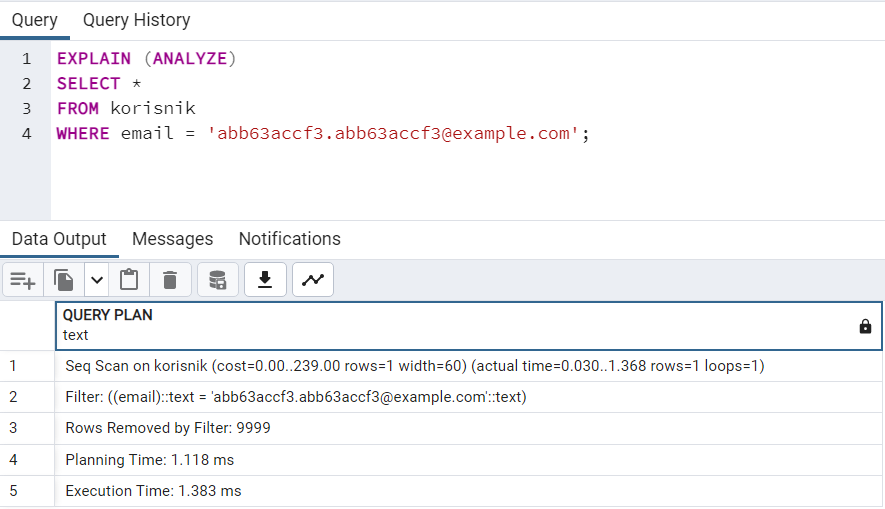 Query Query History
1 EXPLAIN (ANALYZE)
2 SELECT *
3 FROM korisnik
4 WHERE email = 'abb63accf3.abb63accf3@example.com';
Data Output Messages Notifications
QUERY PLAN
text
1 Seq Scan on korisnik (cost=0.00..239.00 rows=1 width=60) (actual time=0.030..1.368 rows=1 loops=1)
2 Filter: ((email)::text = 'abb63accf3.abb63accf3@example.com'::text)
3 Rows Removed by Filter: 9999
4 Planning Time: 1.118 ms
5 Execution Time: 1.383 ms